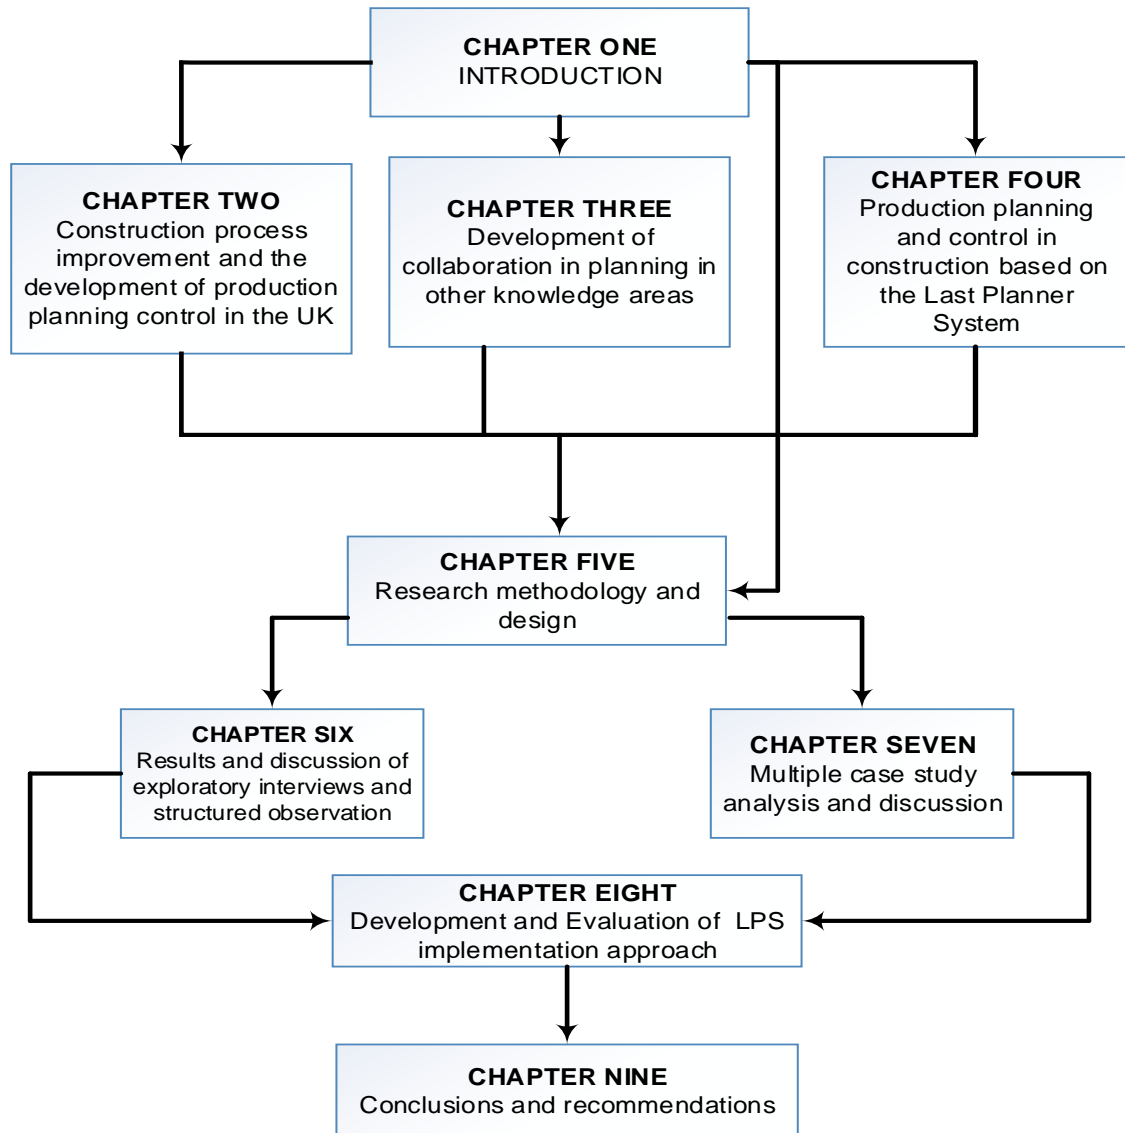 CHAPTER ONE
INTRODUCTION
CHAPTER TWO
Construction process
improvement and the
development of production
planning control in the UK
CHAPTER THREE
Development of
collaboration in planning in
other knowledge areas
CHAPTER FOUR
Production planning
and control in
construction based on
the Last Planner
System
CHAPTER FIVE
Research methodology and
design
CHAPTER SIX
Results and discussion of
exploratory interviews and
structured observation
CHAPTER SEVEN
Multiple case study
analysis and discussion
CHAPTER EIGHT
Development and Evaluation of LPS
implementation approach
CHAPTER NINE
Conclusions and recommendations